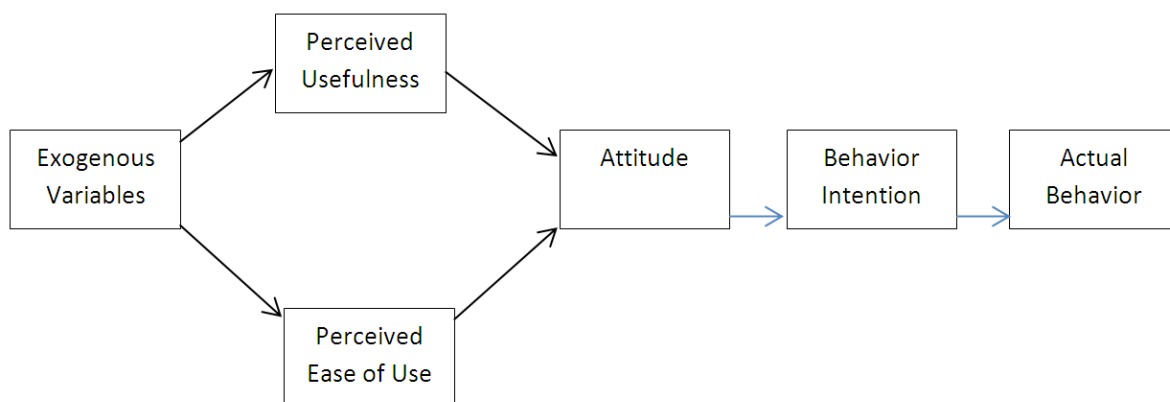 Perceived
Usefulness
Exogenous
Variables
Attitude
Behavior
Intention
Actual
Behavior
Perceived
Ease of Use